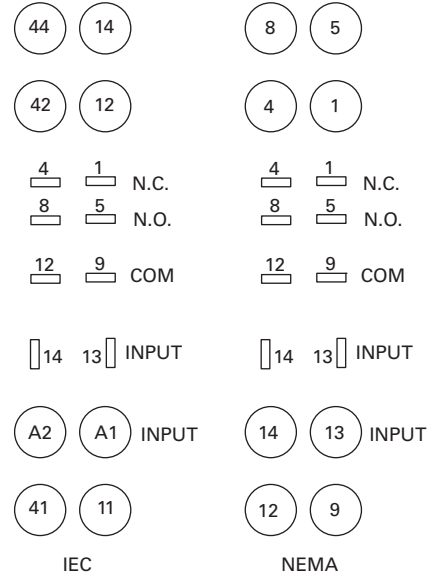 44 14 8 5
42 12 4 1
4 1 N.C. 4 1 N.C.
8 5 N.O. 8 5 N.O.
12 9 COM 12 9 COM
14 13 INPUT 14 13 INPUT
A2 A1 INPUT 14 13 INPUT
41 11 12 9
IEC NEMA